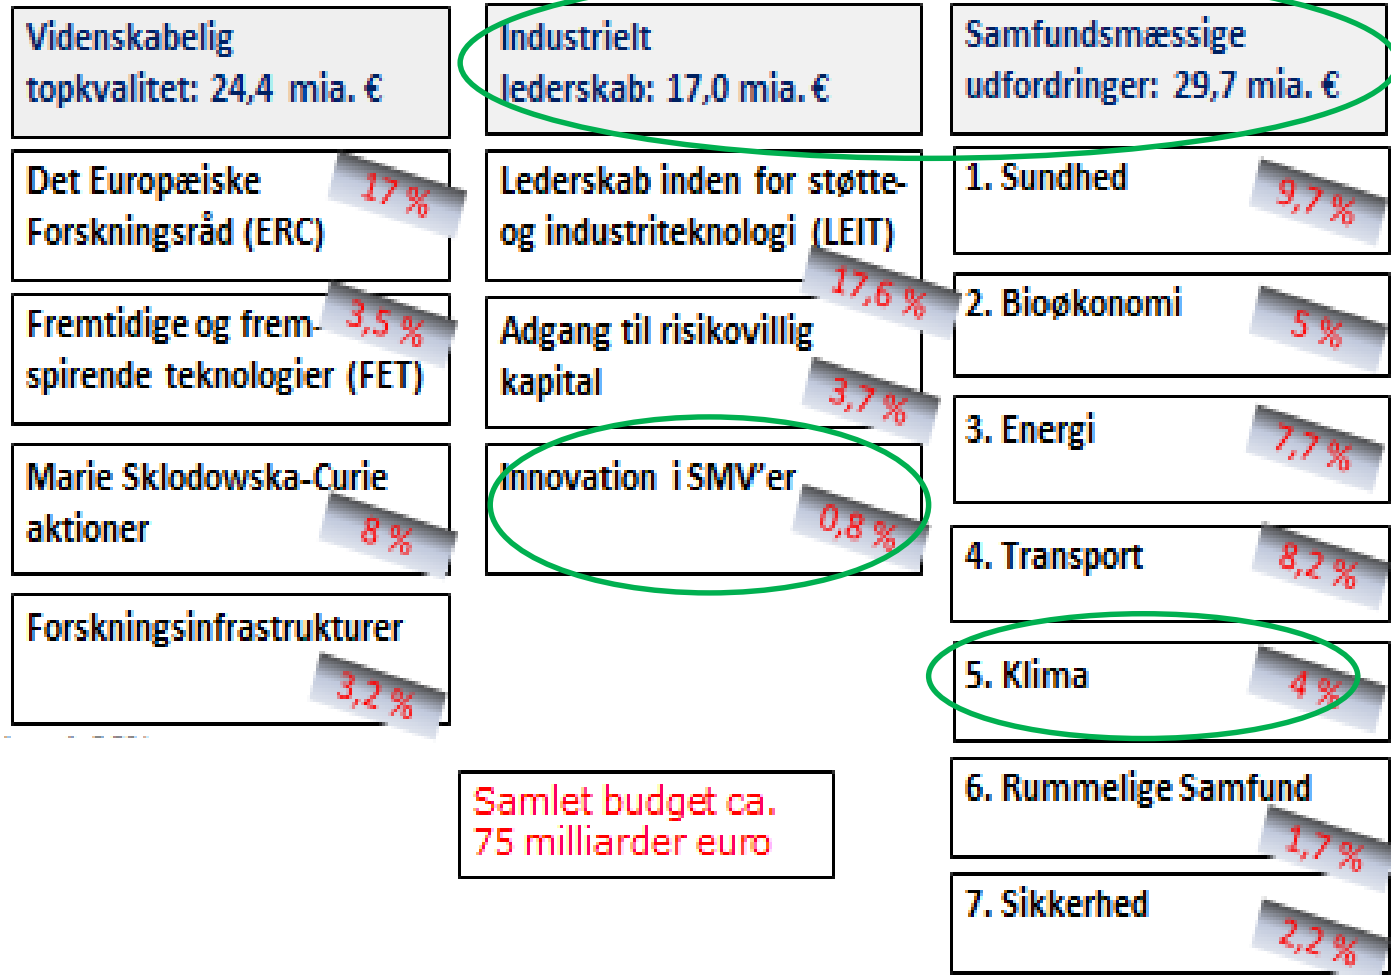 Videnskabelig
topkvalitet: 24,4 mia. €
Det Europæiske
Forskningsråd (ERC)
17 %
Fremtidige og frem-
spirende teknologier (FET)
3,5 %
Marie Sklodowska-Curie
aktioner
8 %
Forskningsinfrastrukturer
3,2 %
Industrielt
lederskab: 17,0 mia. €
Lederskab inden for støtte-
og industriteknologi (LEIT)
17,6 %
Adgang til risikovillig
kapital
3,7 %
Innovation i SMV'er
0,8 %
Samfundsmæssige
udfordringer: 29,7 mia. €
1. Sundhed
9,7 %
2. Bioøkonomi
5 %
3. Energi
7,7 %
4. Transport
8,2 %
5. Klima
4 %
6. Rummelige Samfund
1,7 %
7. Sikkerhed
2,2 %
Samlet budget ca.
75 milliarder euro